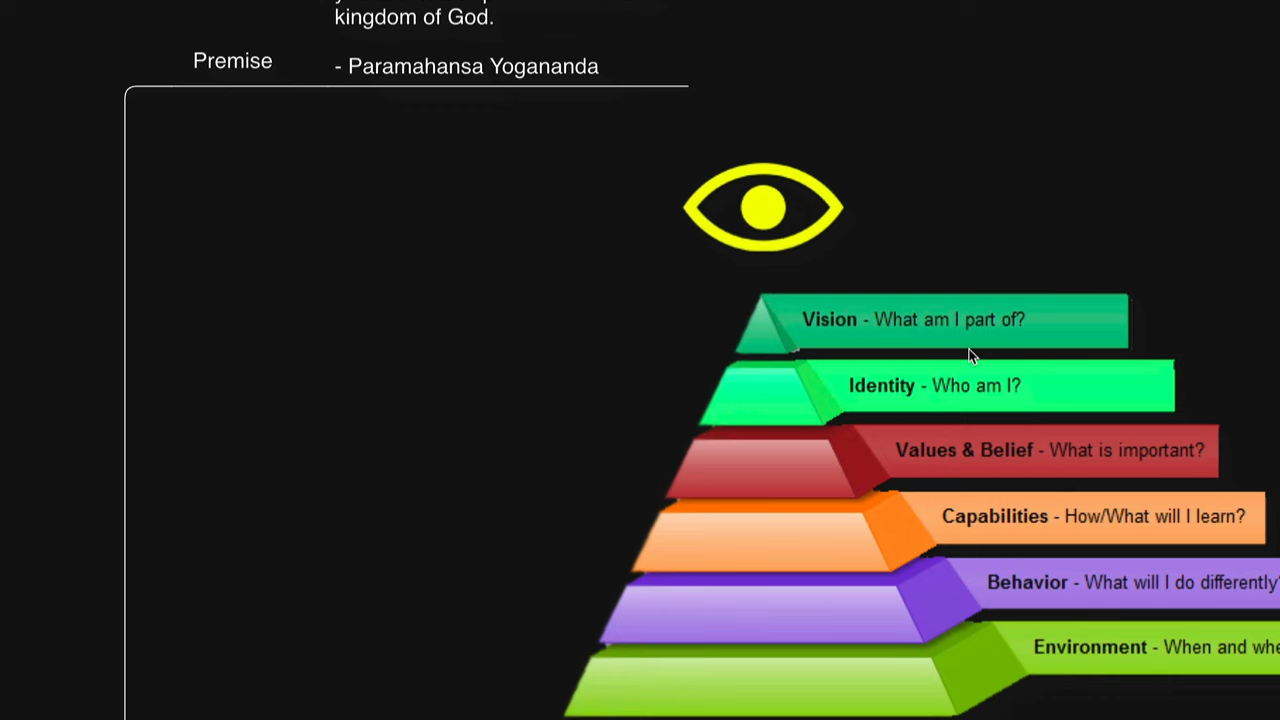 kingdom of God.
Premise
- Paramahansa Yogananda
Vision - What am I part of?
Identity - Who am I?
Values & Belief - What is important?
Capabilities - How/What will I learn?
Behavior - What will I do differently?
Environment - When and